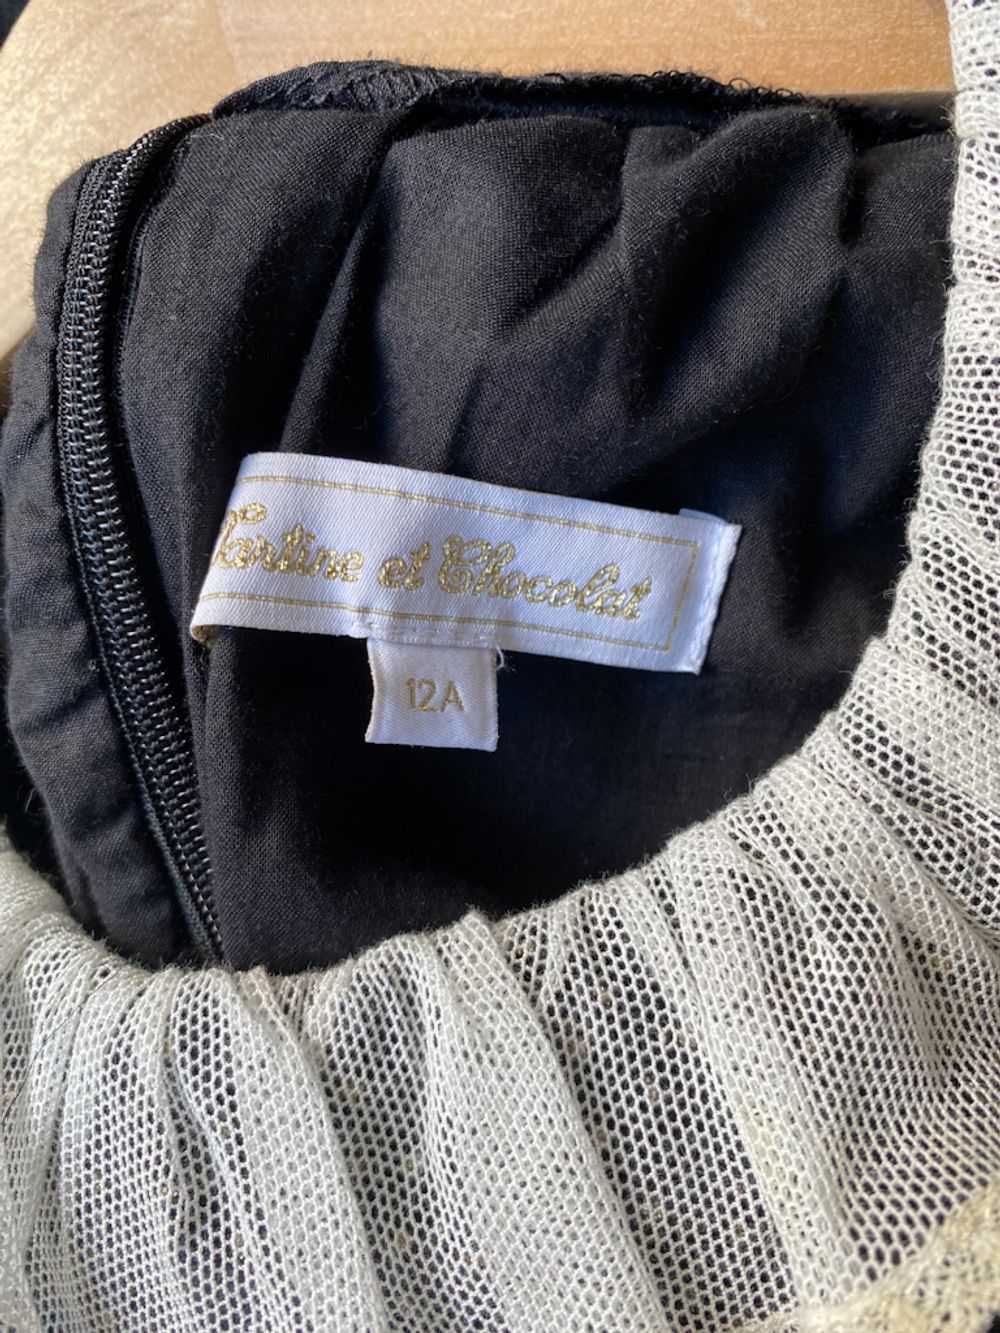 Tartine et Chocolat
12A